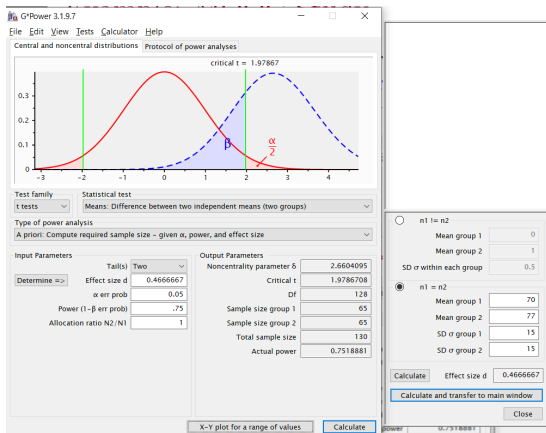 G*Power 3.1.9.7
File Edit View Tests Calculator Help
Central and noncentral distributions Protocol of power analyses
critical t = 1.97867
0.3
0.2
0.1
0
-3 -2 -1 0 1 2 3 4
β
α
2
Test family Statistical test
t tests Means: Difference between two independent means (two groups)
Type of power analysis
A priori: Compute required sample size - given α, power, and effect size
Input Parameters Output Parameters
Tail(s) Two Noncentrality parameter δ 2.6604095
Determine => Effect size d 0.4666667 Critical t 1.9786708
α err prob 0.05 Df 128
Power (1-β err prob) .75 Sample size group 1 65
Allocation ratio N2/N1 1 Sample size group 2 65
Total sample size 130
Actual power 0.7518881
X-Y plot for a range of values Calculate
n1 != n2
Mean group 1 0
Mean group 2 1
SD σ within each group 0.5
n1 = n2
Mean group 1 70
Mean group 2 77
SD σ group 1 15
SD σ group 2 15
Calculate Effect size d 0.4666667
Calculate and transfer to main window
Close
power 0.7518881